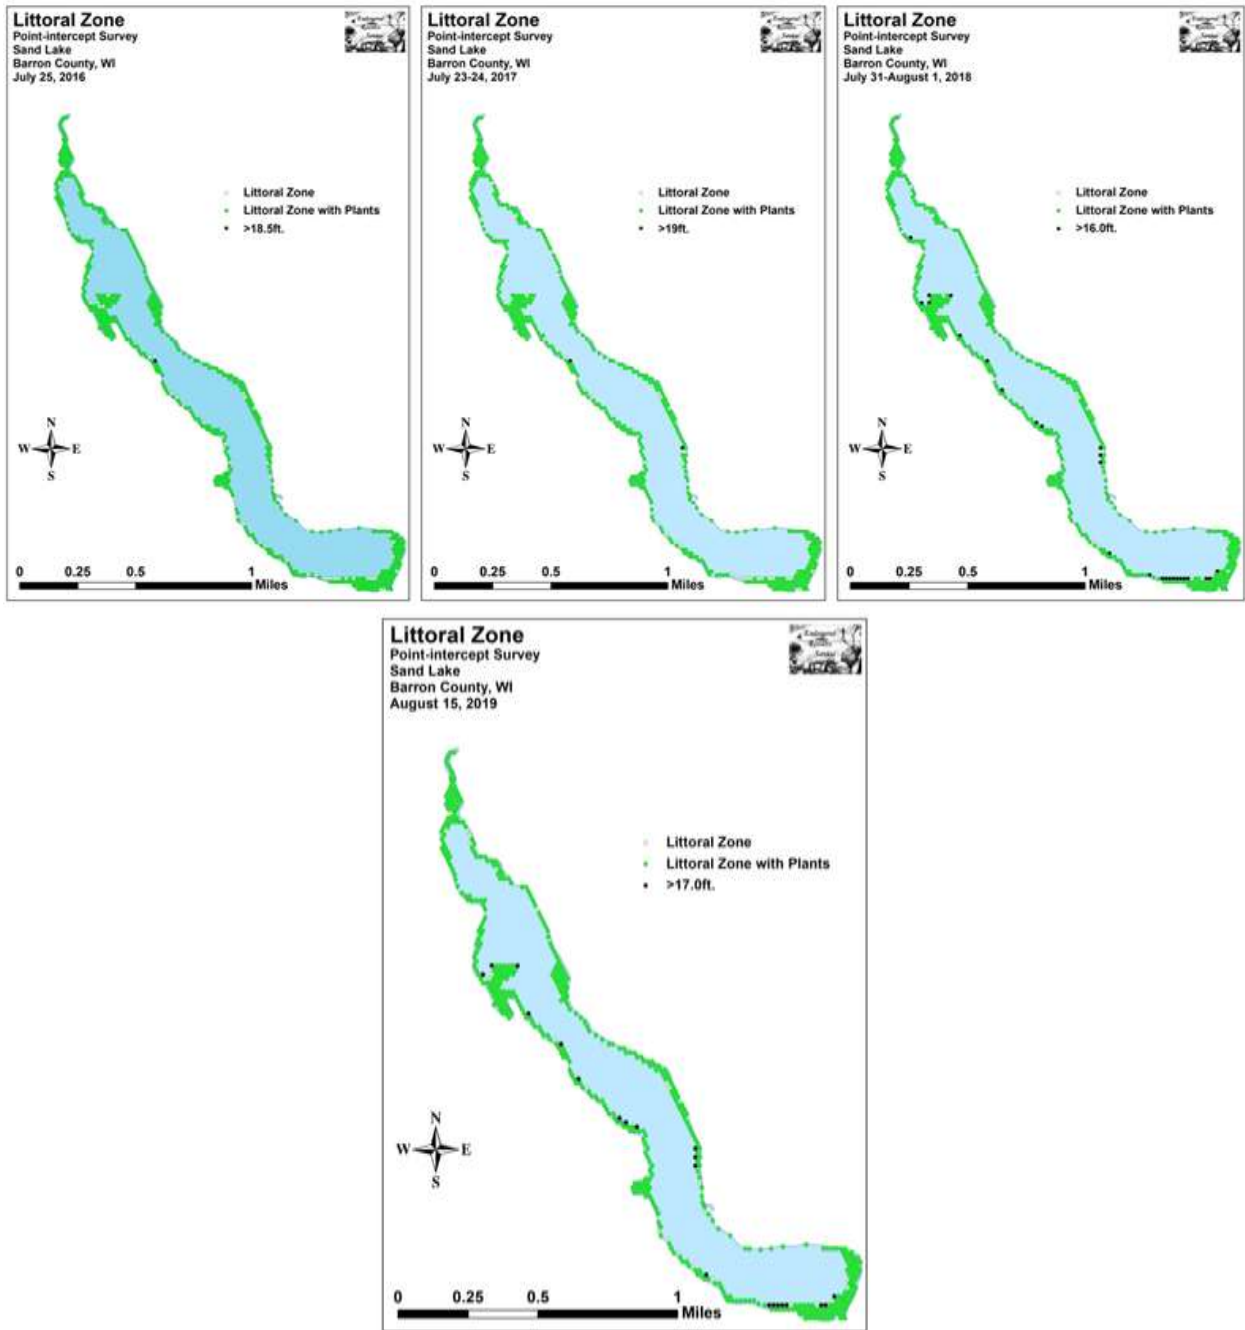 Littoral Zone
Point-intercept Survey
Sand Lake
Barron County, WI
July 25, 2016
Littoral Zone
Littoral Zone with Plants
>18.5ft.
N
W E
S
0 0.25 0.5 1
Miles
Littoral Zone
Point-intercept Survey
Sand Lake
Barron County, WI
July 23-24, 2017
Littoral Zone
Littoral Zone with Plants
>19ft.
N
W E
S
0 0.25 0.5 1
Miles
Littoral Zone
Point-intercept Survey
Sand Lake
Barron County, WI
July 31-August 1, 2018
Littoral Zone
Littoral Zone with Plants
>16.0ft.
N
W E
S
0 0.25 0.5 1
Miles
Littoral Zone
Point-intercept Survey
Sand Lake
Barron County, WI
August 15, 2019
Littoral Zone
Littoral Zone with Plants
>17.0ft.
N
W E
S
0 0.25 0.5 1
Miles